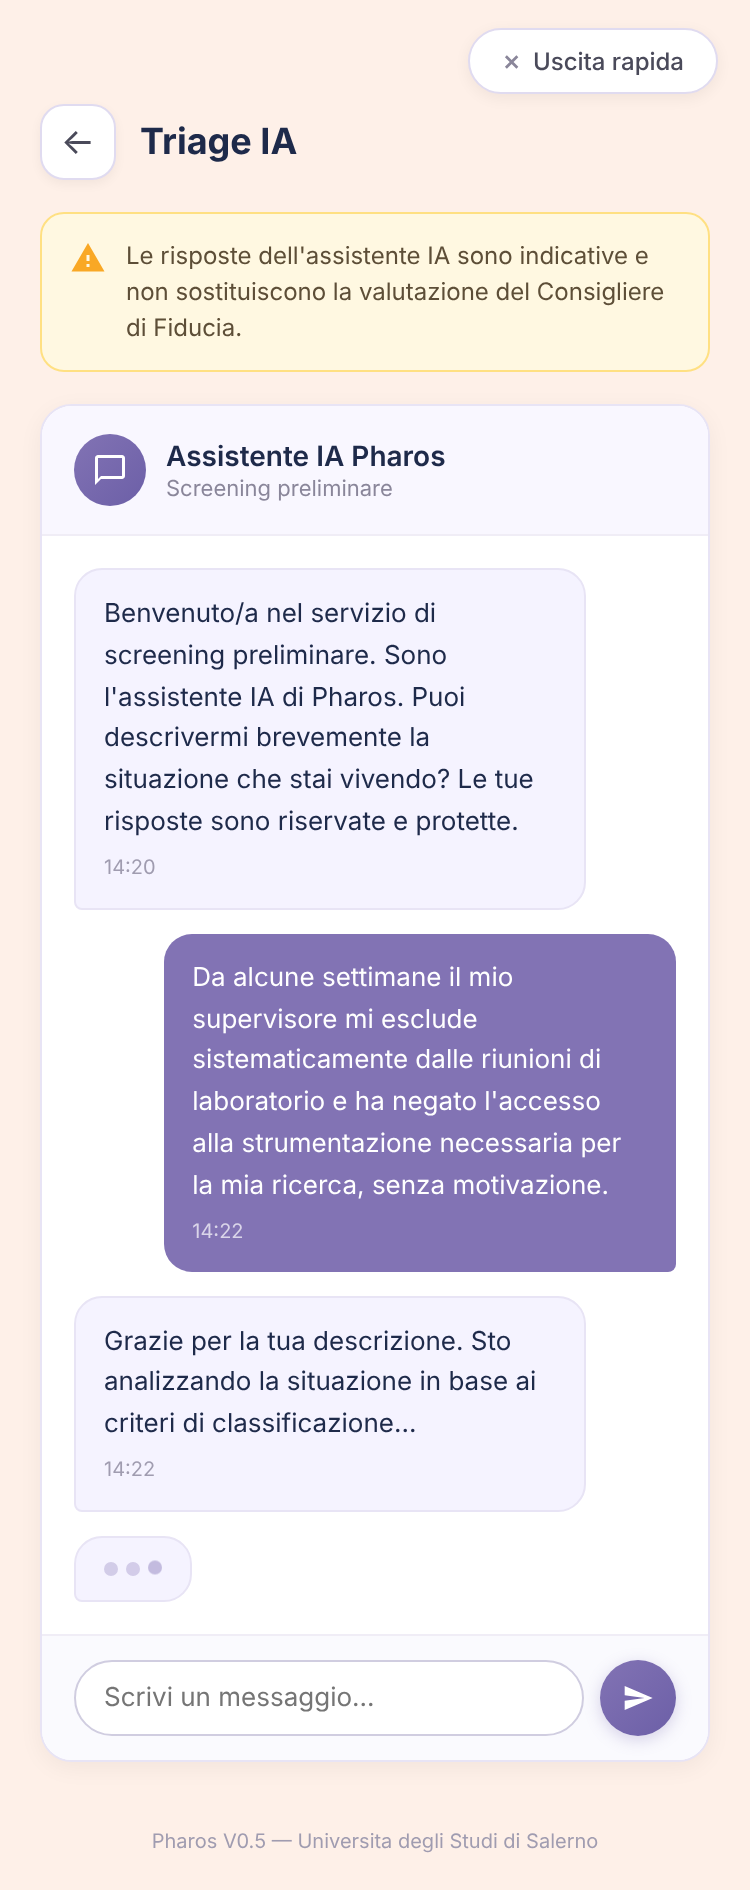 × Uscita rapida
Triage IA
Le risposte dell'assistente IA sono indicative e
non sostituiscono la valutazione del Consigliere
di Fiducia.
Assistente IA Pharos
Screening preliminare
Benvenuto/a nel servizio di
screening preliminare. Sono
l'assistente IA di Pharos. Puoi
descrivermi brevemente la
situazione che stai vivendo? Le tue
risposte sono riservate e protette.
14:20
Da alcune settimane il mio
supervisore mi esclude
sistematicamente dalle riunioni di
laboratorio e ha negato l'accesso
alla strumentazione necessaria per
la mia ricerca, senza motivazione.
14:22
Grazie per la tua descrizione. Sto
analizzando la situazione in base ai
criteri di classificazione...
14:22
Scrivi un messaggio...
Pharos V0.5 — Universita degli Studi di Salerno